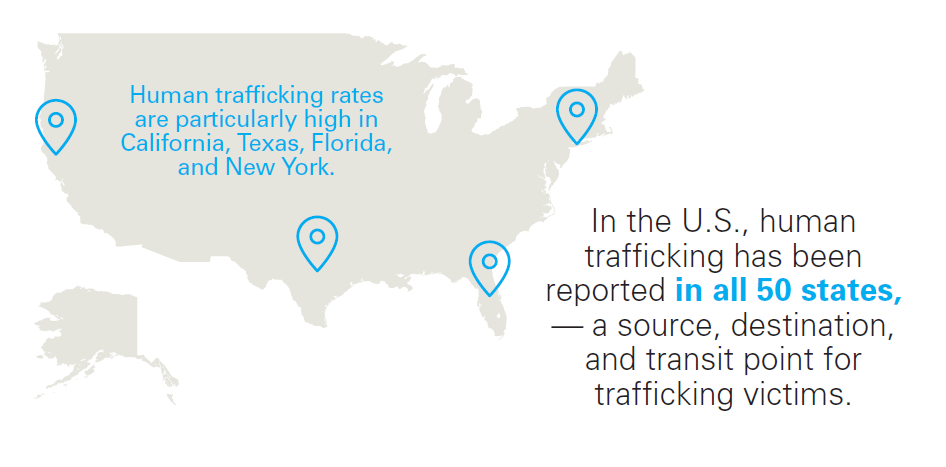 Human trafficking rates
are particularly high in
California, Texas, Florida,
and New York.
In the U.S., human
trafficking has been
reported in all 50 states,
— a source, destination,
and transit point for
trafficking victims.